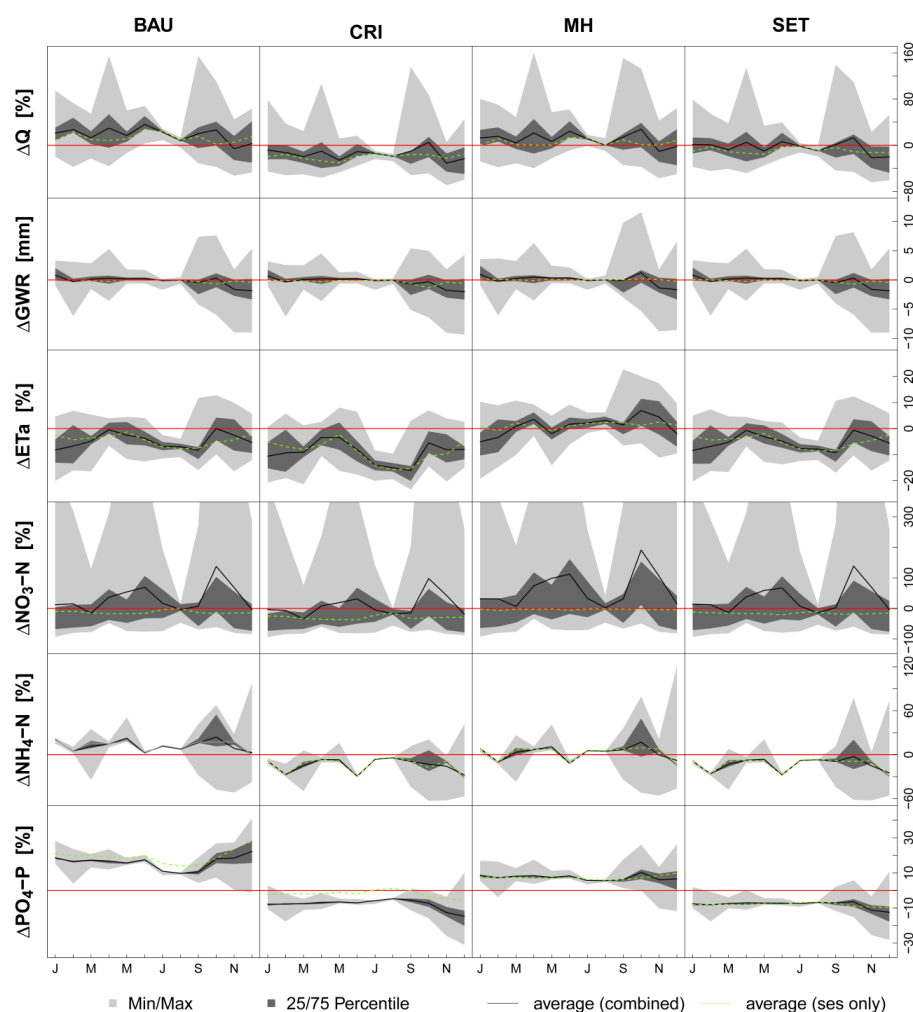 BAU CRI MH SET
ΔQ [%]
−80 0 80 160
ΔGWR [mm]
−10 −5 0 5 10
ΔETa [%]
−20 0 10 20
ΔNO₃−N [%]
−100 0 100 300
ΔNH₄−N [%]
−60 0 60 120
ΔPO₄−P [%]
−30 −10 10 30
J M M J S N J M M J S N J M M J S N J M M J S N
Min/Max 25/75 Percentile average (combined) average (ses only)